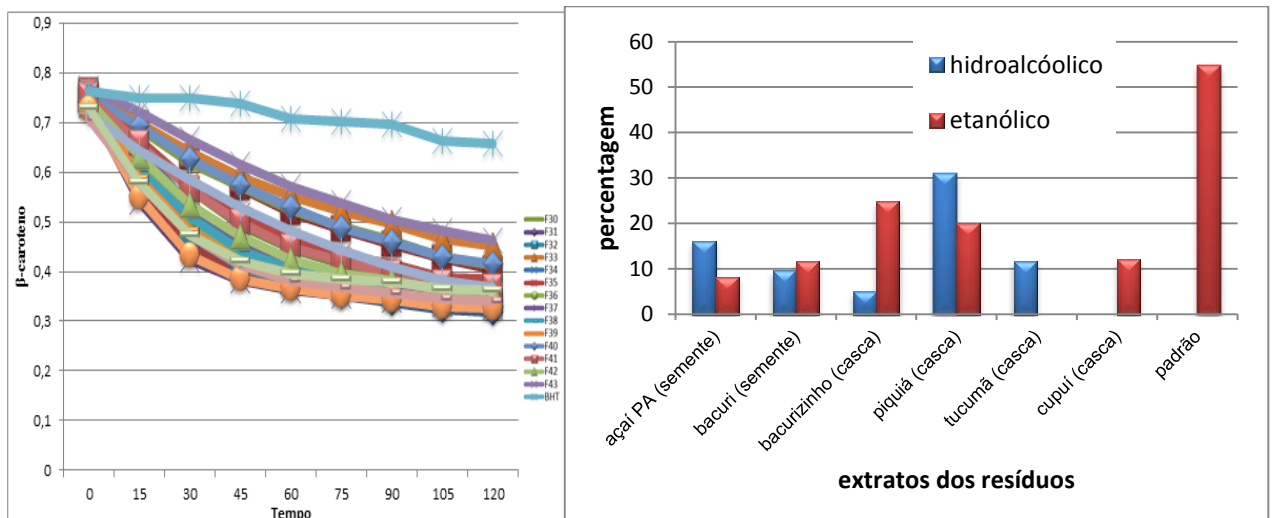 0,9
0,8
0,7
0,6
0,5
0,4
0,3
0,2
0,1
0
β-caroteno
0 15 30 45 60 75 90 105 120
Tempo
F30
F31
F32
F33
F34
F35
F36
F37
F38
F39
F40
F41
F42
F43
BHT
60
50
40
30
20
10
0
percentagem
hidroalcóolico
etanólico
açaí PA (semente)
bacuri (semente)
bacurizinho (casca)
piquiá (casca)
tucumã (casca)
cupuí (casca)
padrão
extratos dos resíduos